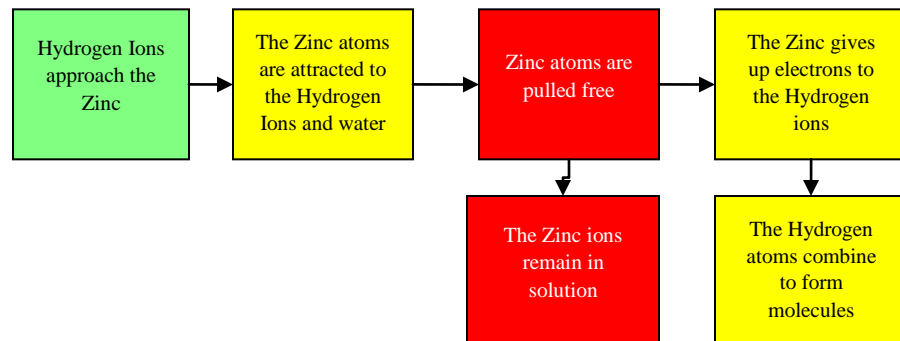 Hydrogen Ions
approach the
Zinc
The Zinc atoms
are attracted to
the Hydrogen
Ions and water
Zinc atoms are
pulled free
The Zinc gives
up electrons to
the Hydrogen
ions
The Zinc ions
remain in
solution
The Hydrogen
atoms combine
to form
molecules